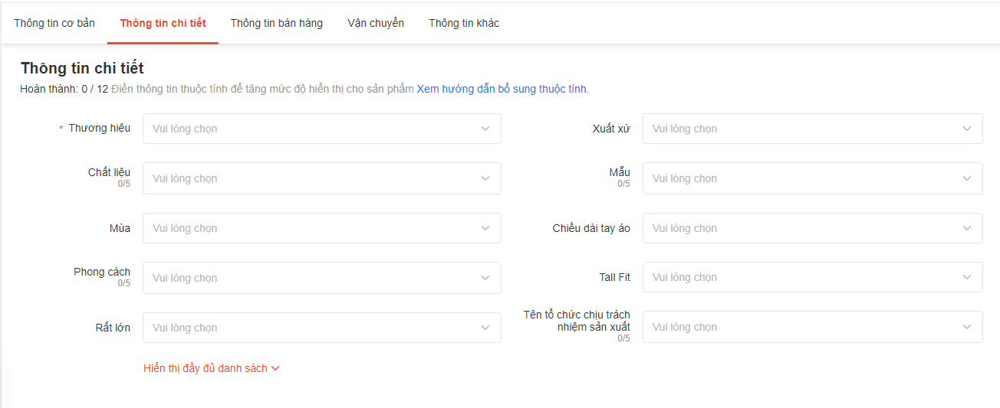 Thông tin cơ bản
Thông tin chi tiết
Thông tin bán hàng
Vận chuyển
Thông tin khác
Thông tin chi tiết
Hoàn thành: 0 / 12 Điền thông tin thuộc tính để tăng mức độ hiển thị cho sản phẩm Xem hướng dẫn bổ sung thuộc tính.
* Thương hiệu
Vui lòng chọn
Xuất xứ
Vui lòng chọn
Chất liệu
0/5
Vui lòng chọn
Mẫu
0/5
Vui lòng chọn
Mùa
Vui lòng chọn
Chiều dài tay áo
Vui lòng chọn
Phong cách
0/5
Vui lòng chọn
Tall Fit
Vui lòng chọn
Rất lớn
Vui lòng chọn
Tên tổ chức chịu trách
nhiệm sản xuất
0/5
Vui lòng chọn
Hiển thị đầy đủ danh sách